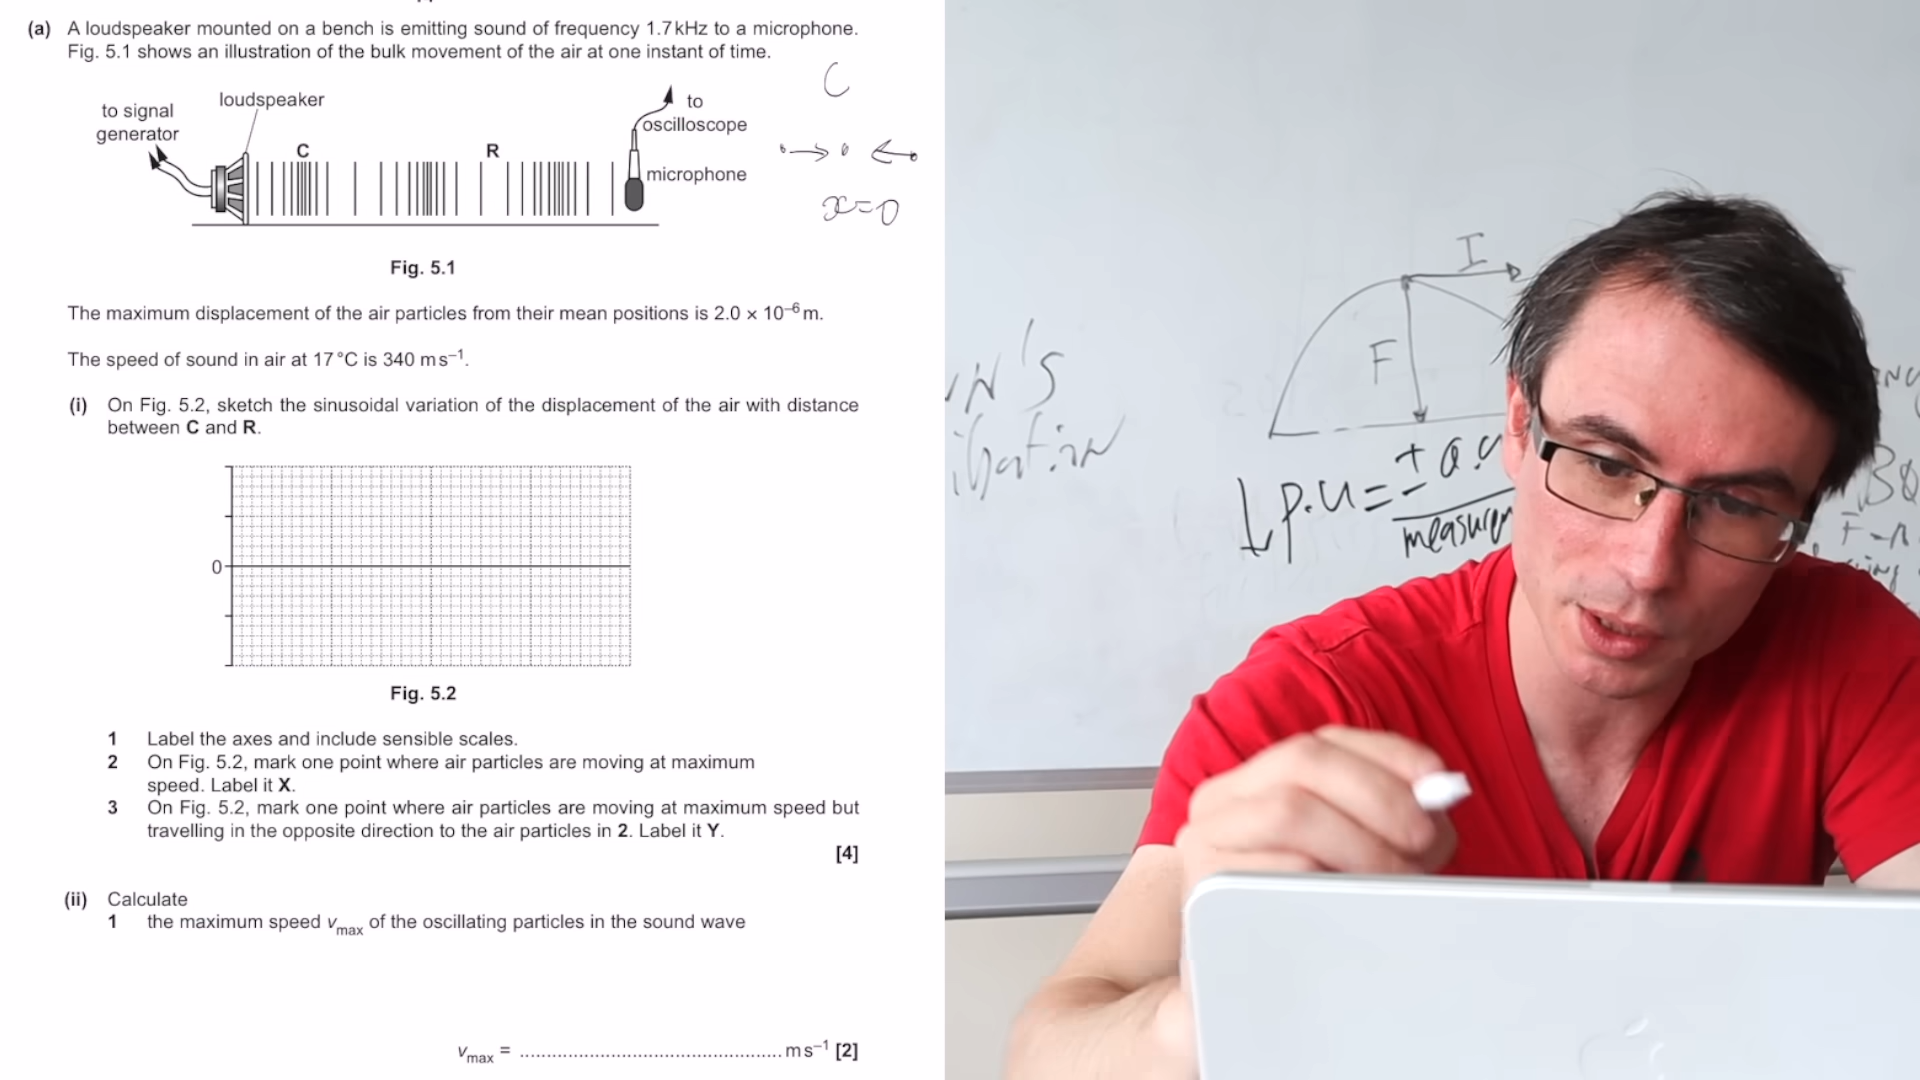 (a) A loudspeaker mounted on a bench is emitting sound of frequency 1.7 kHz to a microphone.
Fig. 5.1 shows an illustration of the bulk movement of the air at one instant of time.
C
to signal
generator
loudspeaker
to
oscilloscope
C
R
microphone
x=0
Fig. 5.1
The maximum displacement of the air particles from their mean positions is 2.0 × 10⁻⁶ m.
The speed of sound in air at 17 °C is 340 m s⁻¹.
(i) On Fig. 5.2, sketch the sinusoidal variation of the displacement of the air with distance
between C and R.
0
Fig. 5.2
1 Label the axes and include sensible scales.
2 On Fig. 5.2, mark one point where air particles are moving at maximum
speed. Label it X.
3 On Fig. 5.2, mark one point where air particles are moving at maximum speed but
travelling in the opposite direction to the air particles in 2. Label it Y.
[4]
(ii) Calculate
1 the maximum speed vmax of the oscillating particles in the sound wave
vmax = .................................................. m s⁻¹ [2]
I
F